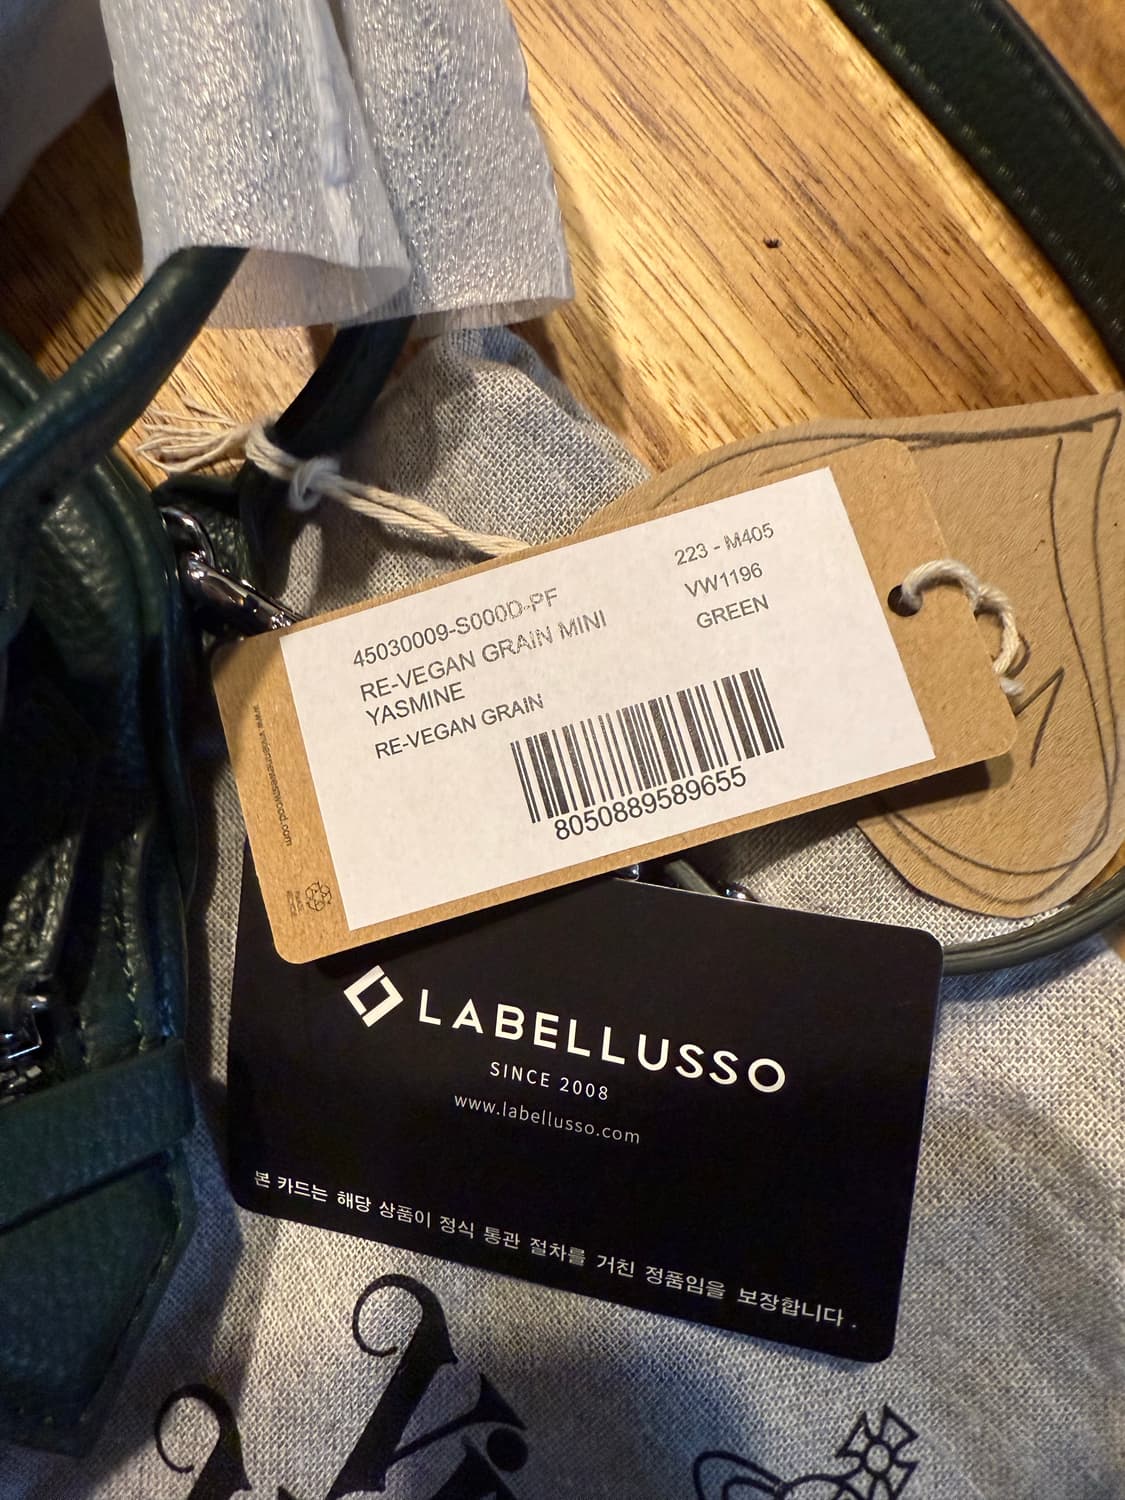 45030009-S000D-PF
RE-VEGAN GRAIN MINI
YASMINE
RE-VEGAN GRAIN
223 - M405
VW1196
GREEN
8050889589655
LABELLUSSO
SINCE 2008
www.labellusso.com
본 카드는 해당 상품이 정식 통관 절차를 거친 정품임을 보장합니다.